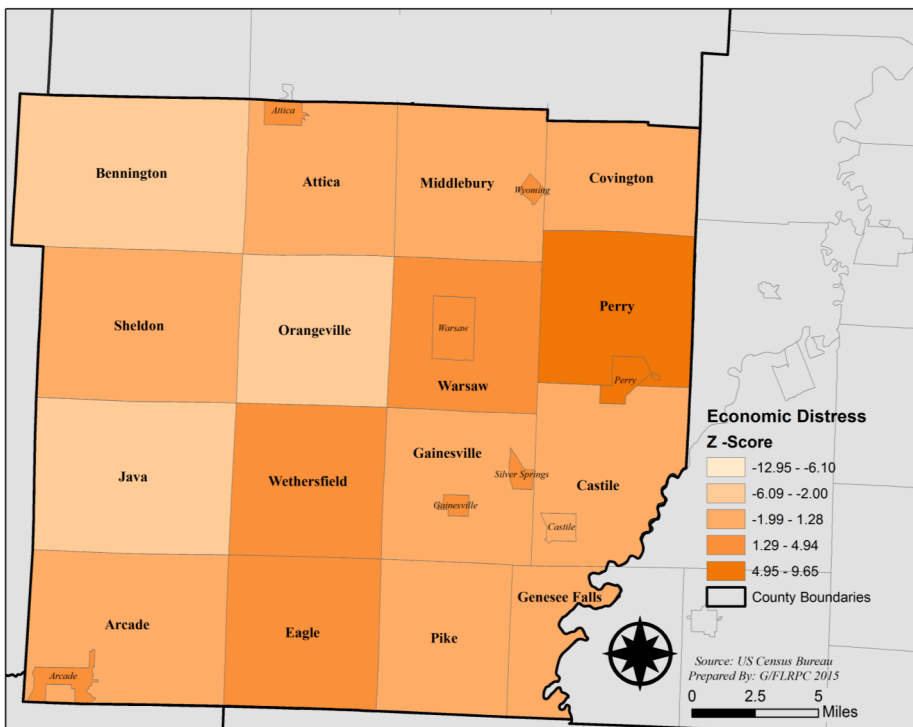 Attica
Bennington
Attica
Middlebury
Wyoming
Covington
Sheldon
Orangeville
Warsaw
Warsaw
Perry
Perry
Java
Wethersfield
Gainesville
Silver Springs
Gainesville
Castile
Castile
Arcade
Arcade
Eagle
Pike
Genesee Falls
Economic Distress
Z -Score
-12.95 - -6.10
-6.09 - -2.00
-1.99 - 1.28
1.29 - 4.94
4.95 - 9.65
County Boundaries
Source: US Census Bureau
Prepared By: G/FLRPC 2015
0 2.5 5
Miles